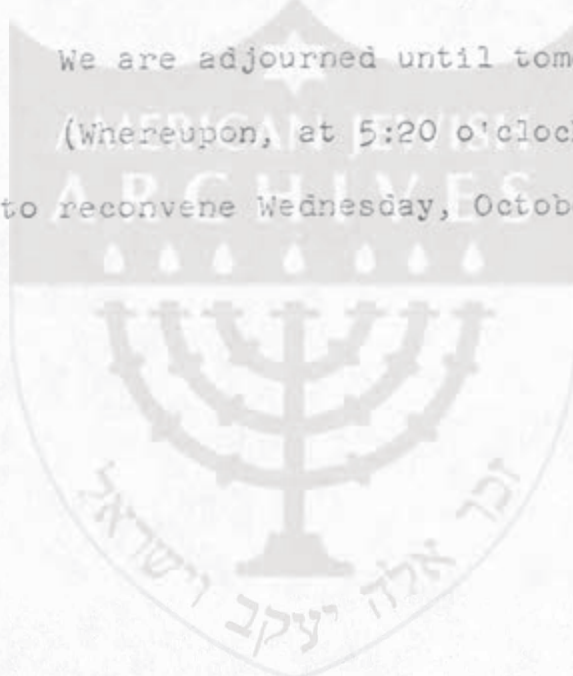 We are adjourned until tom
(Whereupon, at 5:20 o'cloc
to reconvene Wednesday, Octob
AMERICAN JEWISH
ARCHIVES
זכר אלה יעקב וישראל